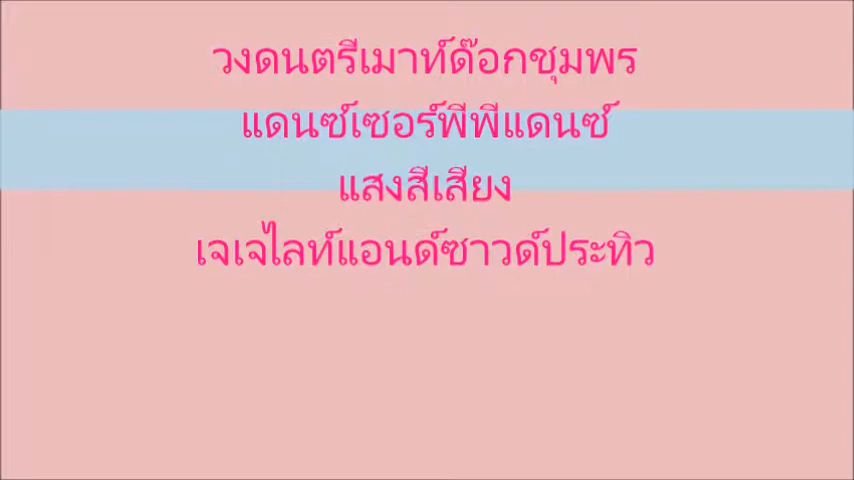 วงดนตรีเมาท์ด๊อกชุมพร
แดนซ์เซอร์พีพีแดนซ์
แสงสีเสียง
เจเจไลท์แอนด์ซาวด์ประทิว